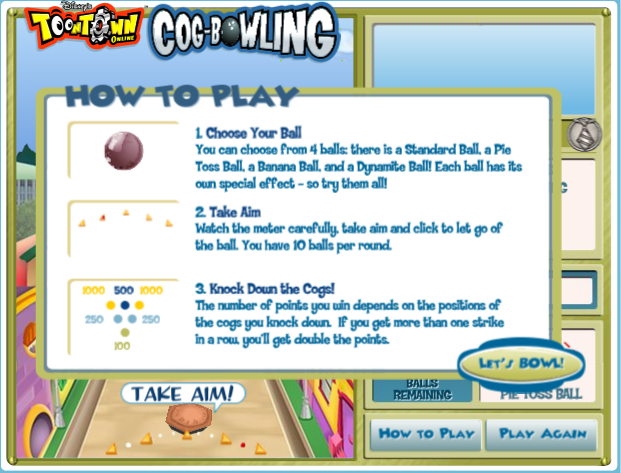 Disney's
TOONTOWN
ONLINE
COG-BOWLING
HOW TO PLAY
1. Choose Your Ball
You can choose from 4 balls: there is a Standard Ball, a Pie
Toss Ball, a Banana Ball, and a Dynamite Ball! Each ball has its
own special effect - so try them all!
2. Take Aim
Watch the meter carefully, take aim and click to let go of
the ball. You have 10 balls per round.
3. Knock Down the Cogs!
1000 500 1000
250 250
100
The number of points you win depends on the positions of
the cogs you knock down. If you get more than one strike
in a row, you'll get double the points.
LET'S BOWL!
TAKE AIM!
BALLS
REMAINING
PIE TOSS BALL
HOW TO PLAY
PLAY AGAIN